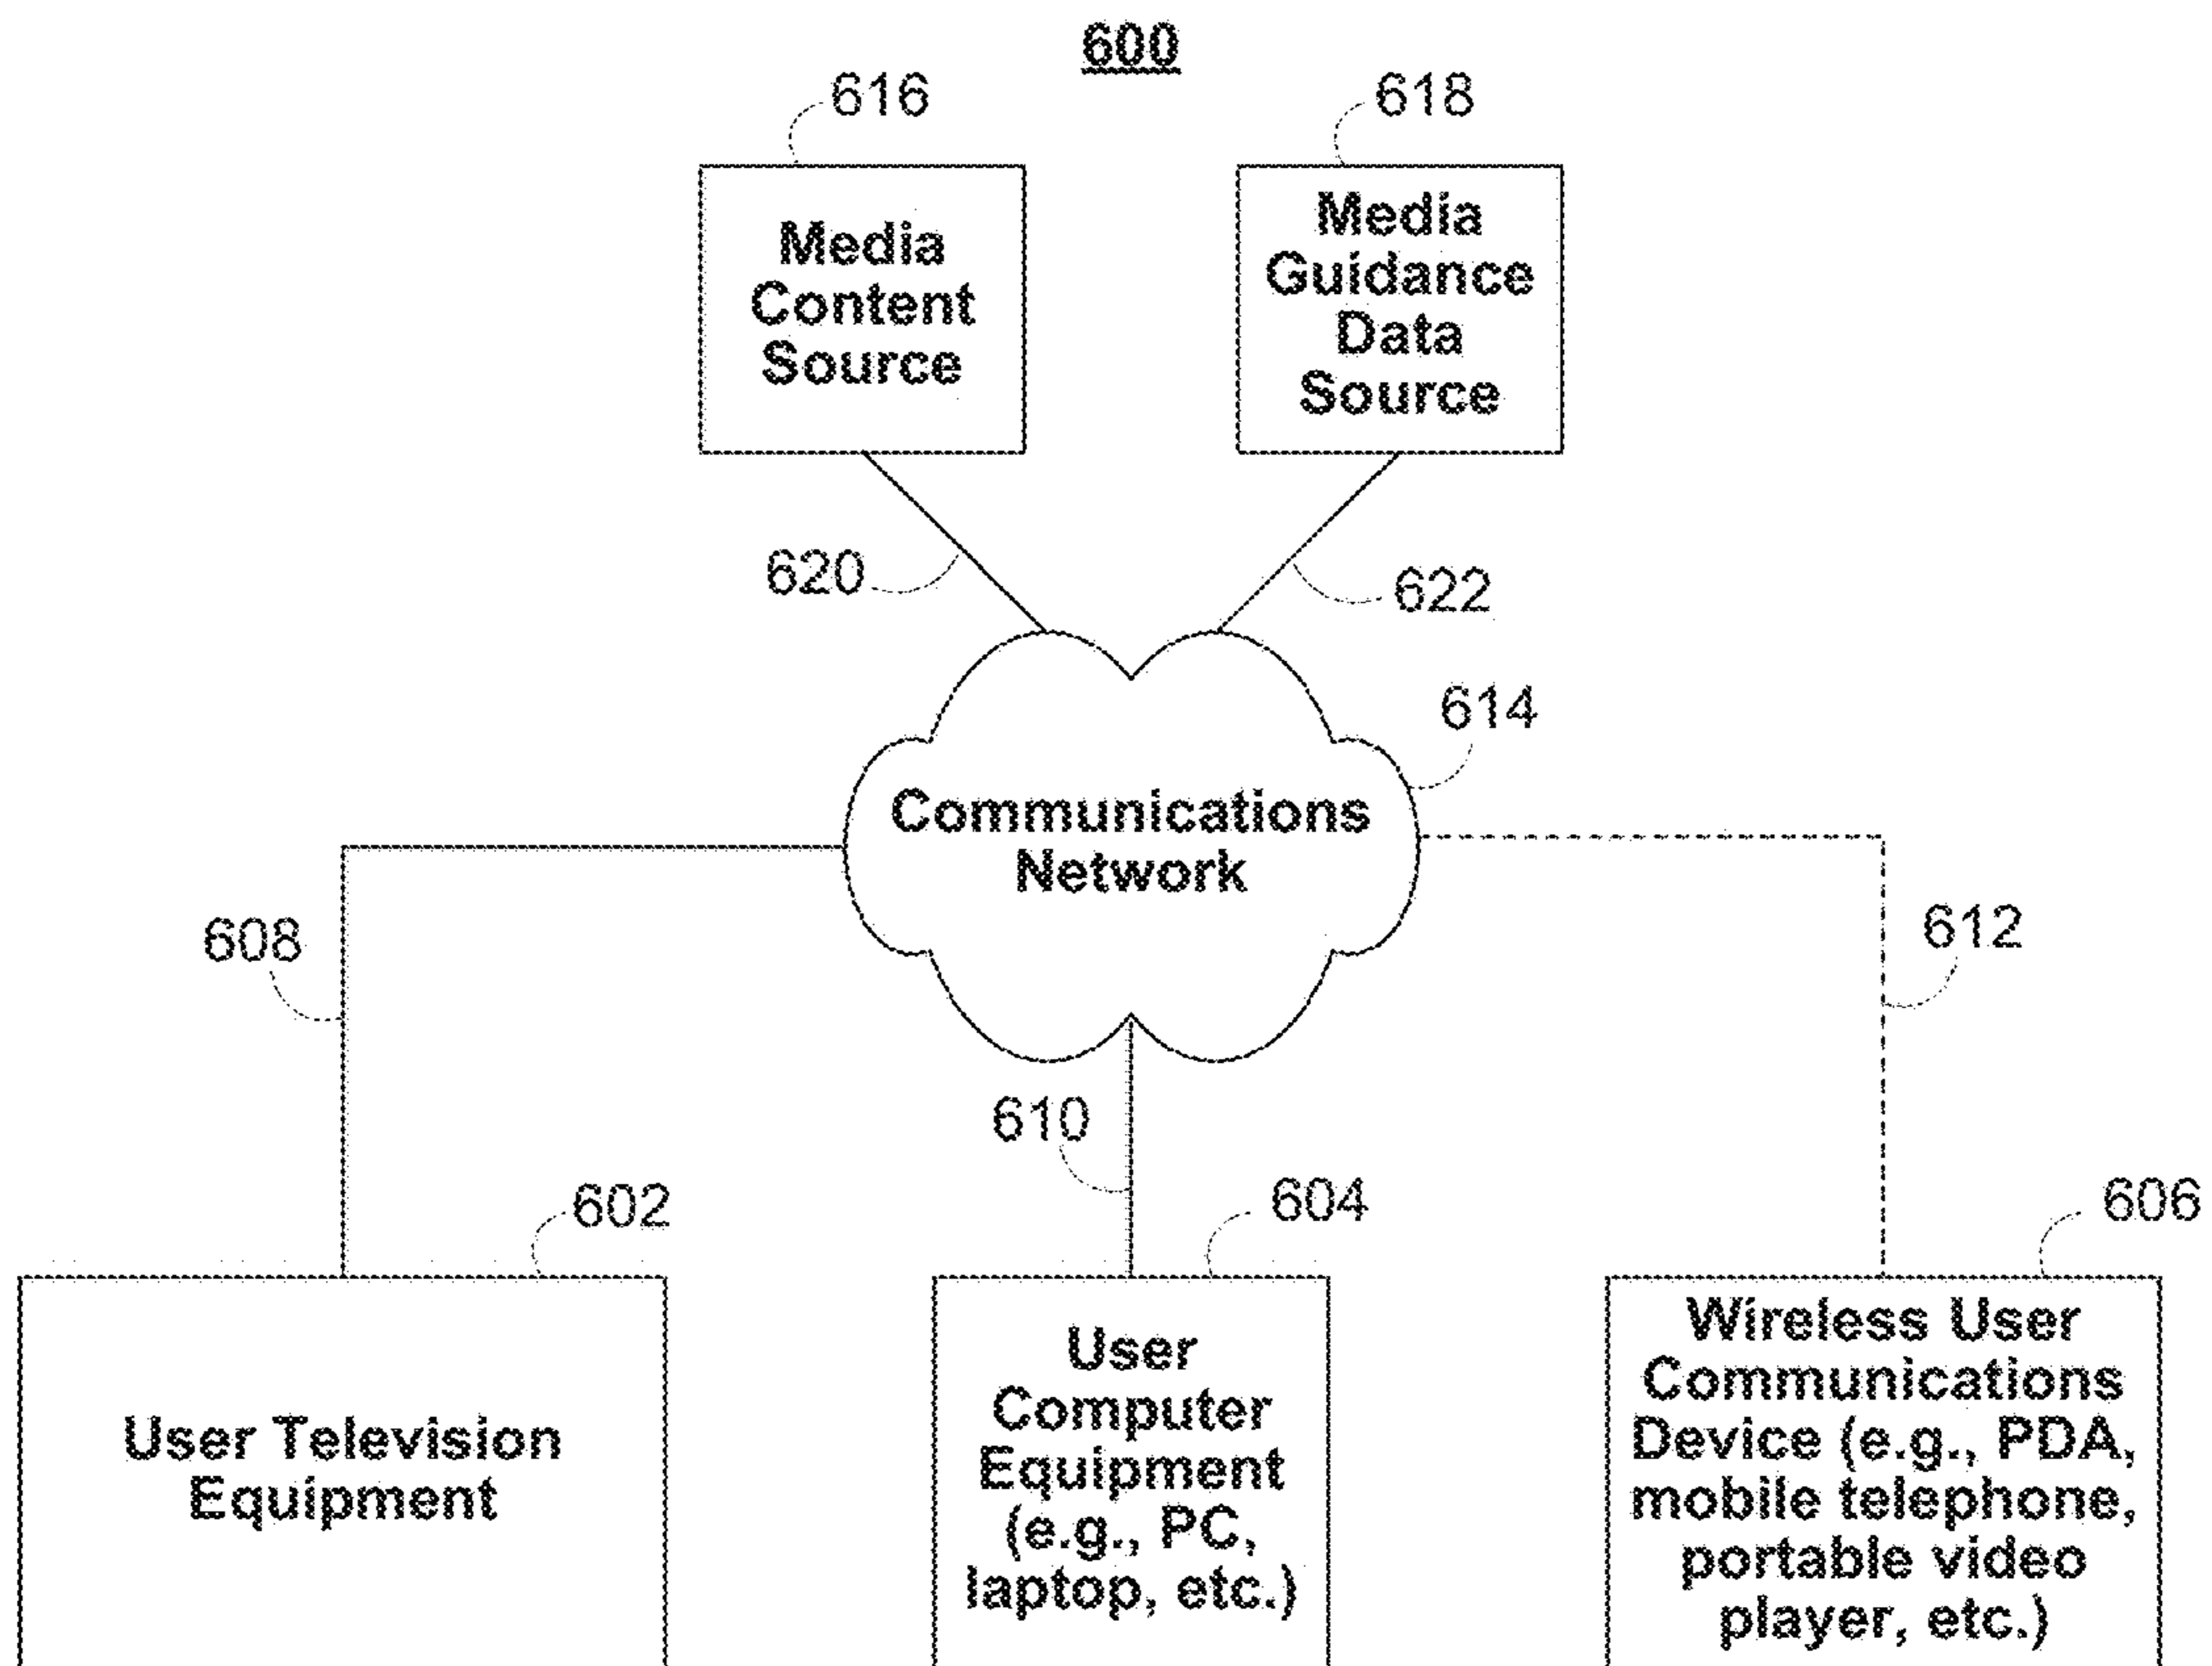 600
616
618
Media
Content
Source
Media
Guidance
Data
Source
620
622
614
Communications
Network
608
612
610
602
604
606
User Television
Equipment
User
Computer
Equipment
(e.g., PC,
laptop, etc.)
Wireless User
Communications
Device (e.g., PDA,
mobile telephone,
portable video
player, etc.)